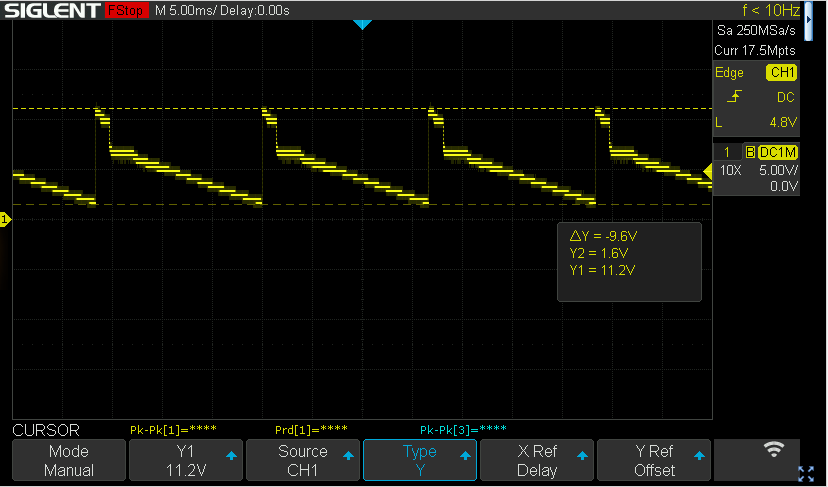 SIGLENT FStop M 5.00ms/ Delay:0.00s f < 10Hz
Sa 250MSa/s
Curr 17.5Mpts
Edge CH1
DC
L 4.8V
1 B DC1M
10X 5.00V/
0.0V
1
△Y = -9.6V
Y2 = 1.6V
Y1 = 11.2V
CURSOR Pk-Pk[1]=**** Prd[1]=**** Pk-Pk[3]=****
Mode Y1 Source Type X Ref Y Ref
Manual 11.2V CH1 Y Delay Offset